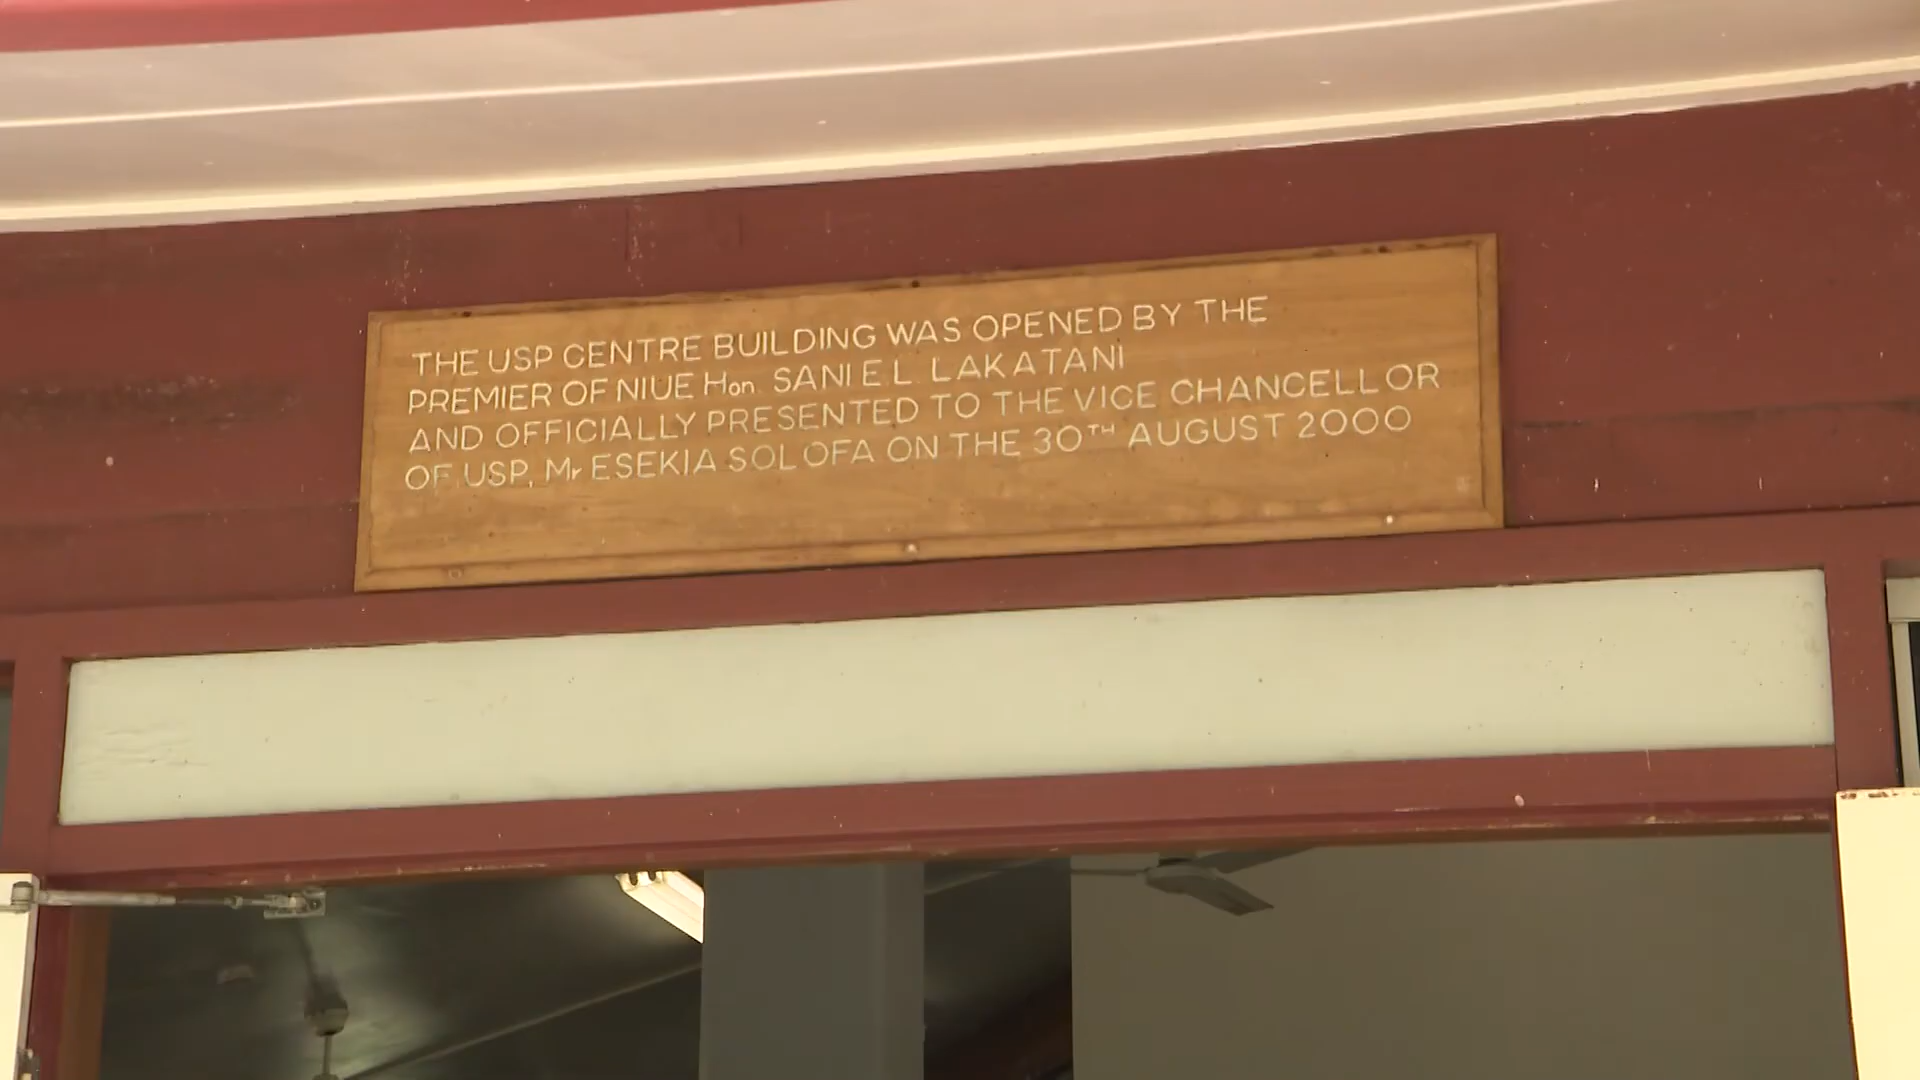 THE USP CENTRE BUILDING WAS OPENED BY THE
PREMIER OF NIUE Hon. SANI E.L. LAKATANI
AND OFFICIALLY PRESENTED TO THE VICE CHANCELLOR
OF USP, Mr ESEKIA SOLOFA ON THE 30TH AUGUST 2000